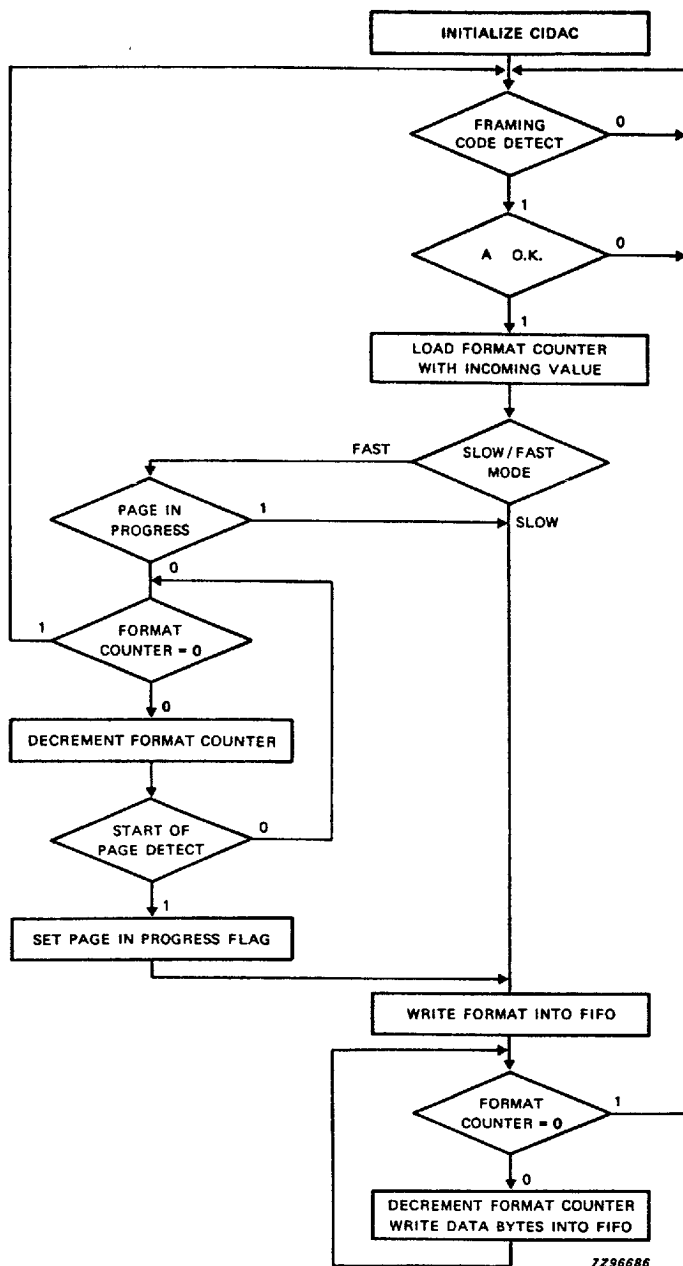 INITIALIZE CIDAC
FRAMING
CODE DETECT
0
1
A O.K.
0
1
LOAD FORMAT COUNTER
WITH INCOMING VALUE
SLOW/FAST
MODE
FAST
SLOW
PAGE IN
PROGRESS
1
0
FORMAT
COUNTER = 0
1
0
DECREMENT FORMAT COUNTER
START OF
PAGE DETECT
0
1
SET PAGE IN PROGRESS FLAG
WRITE FORMAT INTO FIFO
FORMAT
COUNTER = 0
1
0
DECREMENT FORMAT COUNTER
WRITE DATA BYTES INTO FIFO
7Z96686